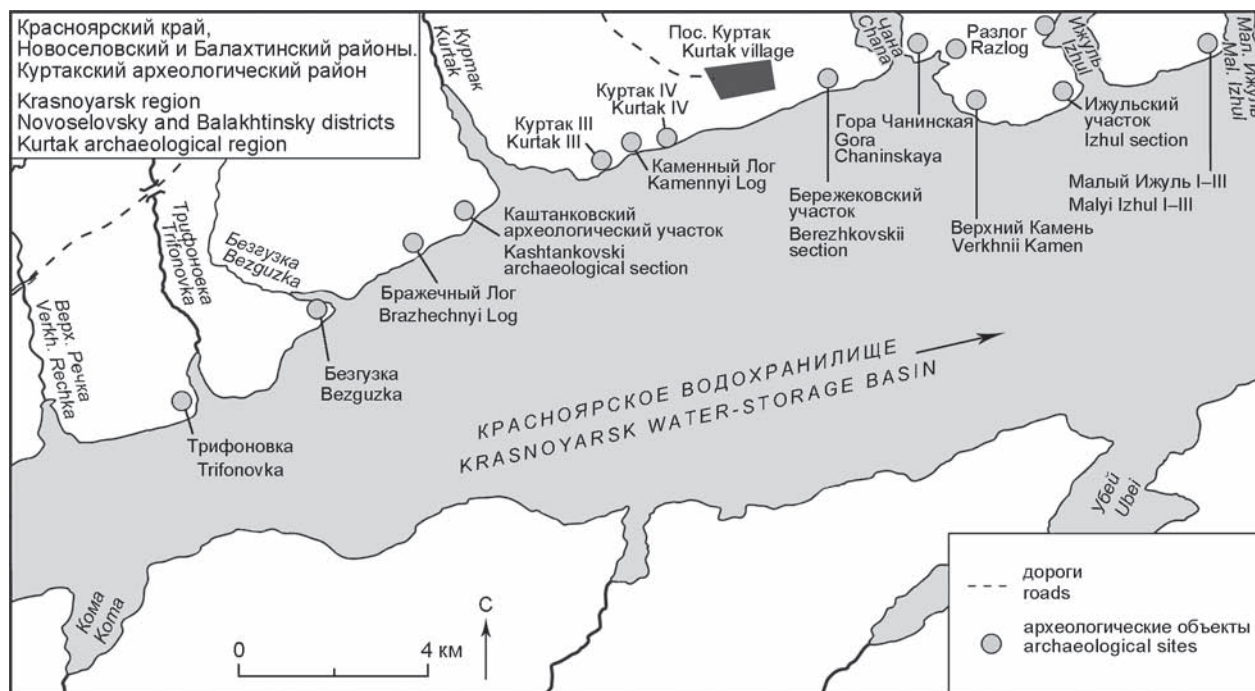 Красноярский край,
Новоселовский и Балахтинский районы.
Куртакский археологический район
Krasnoyarsk region
Novoselovsky and Balakhtinsky districts
Kurtak archaeological region
Куртак
Kurtak
Пос. Куртак
Kurtak village
Чана
Chana
Разлог
Razlog
Ижуль
Izhul
Мал. Ижуль
Mal. Izhul
Куртак III
Kurtak III
Куртак IV
Kurtak IV
Каменный Лог
Kamennyi Log
Гора Чанинская
Gora
Chaninskaya
Ижульский
участок
Izhul section
Бережековский
участок
Berezhkovskii
section
Верхний Камень
Verkhnii Kamen
Малый Ижуль I–III
Malyi Izhul I–III
Каштанковский
археологический участок
Kashtankovski
archaeological section
Трифоновка
Trifonovka
Безгузка
Bezguzka
Бражечный Лог
Brazhechnyi Log
Верх. Речка
Verkh. Rechka
Безгузка
Bezguzka
Трифоновка
Trifonovka
КРАСНОЯРСКОЕ ВОДОХРАНИЛИЩЕ
KRASNOYARSK WATER-STORAGE BASIN
Убей
Ubei
Кома
Koma
0 4 км
С
дороги
roads
археологические объекты
archaeological sites